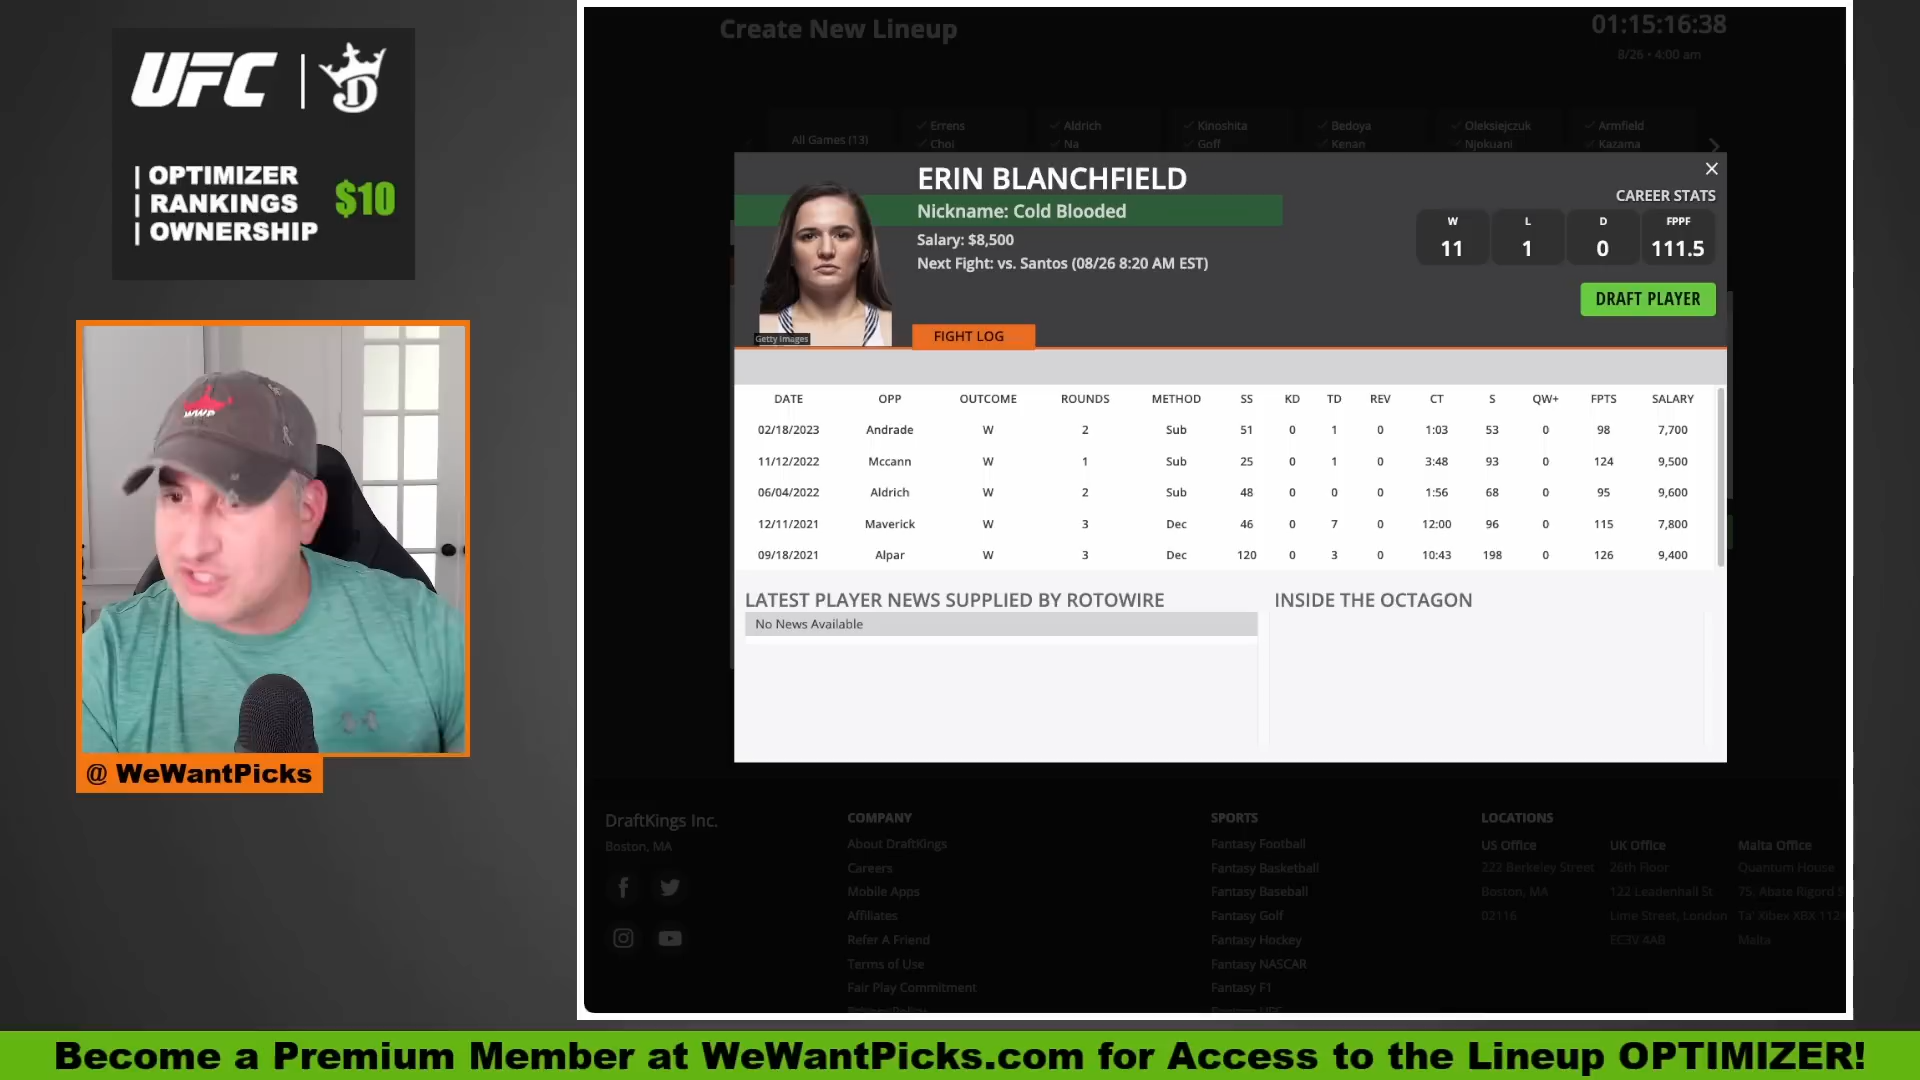 UFC
| OPTIMIZER
| RANKINGS
| OWNERSHIP
$10
WWP
@ WeWantPicks
Create New Lineup
01:15:16:38
8/26 • 4:00 am
All Games (13)
Errens
Choi
Aldrich
Na
Kinoshita
Goff
Bedoya
Kenan
Oleksiejczuk
Njokuani
Armfield
Kazama
ERIN BLANCHFIELD
Nickname: Cold Blooded
Salary: $8,500
Next Fight: vs. Santos (08/26 8:20 AM EST)
Getty Images
CAREER STATS
W L D FPPF
11 1 0 111.5
DRAFT PLAYER
FIGHT LOG
DATE OPP OUTCOME ROUNDS METHOD SS KD TD REV CT S QW+ FPTS SALARY
02/18/2023 Andrade W 2 Sub 51 0 1 0 1:03 53 0 98 7,700
11/12/2022 Mccann W 1 Sub 25 0 1 0 3:48 93 0 124 9,500
06/04/2022 Aldrich W 2 Sub 48 0 0 0 1:56 68 0 95 9,600
12/11/2021 Maverick W 3 Dec 46 0 7 0 12:00 96 0 115 7,800
09/18/2021 Alpar W 3 Dec 120 0 3 0 10:43 198 0 126 9,400
LATEST PLAYER NEWS SUPPLIED BY ROTOWIRE
No News Available
INSIDE THE OCTAGON
DraftKings Inc.
Boston, MA
COMPANY
About DraftKings
Careers
Mobile Apps
Affiliates
Refer A Friend
Terms of Use
Fair Play Commitment
Privacy Policy
SPORTS
Fantasy Football
Fantasy Basketball
Fantasy Baseball
Fantasy Golf
Fantasy Hockey
Fantasy NASCAR
Fantasy F1
Fantasy UFC
LOCATIONS
US Office
222 Berkeley Street
Boston, MA
02116
UK Office
26th Floor
122 Leadenhall St
Lime Street, London
EC3V 4AB
Malta Office
Quantum House
75, Abate Rigord S
Ta' Xibex XBX 112
Malta
Become a Premium Member at WeWantPicks.com for Access to the Lineup OPTIMIZER!